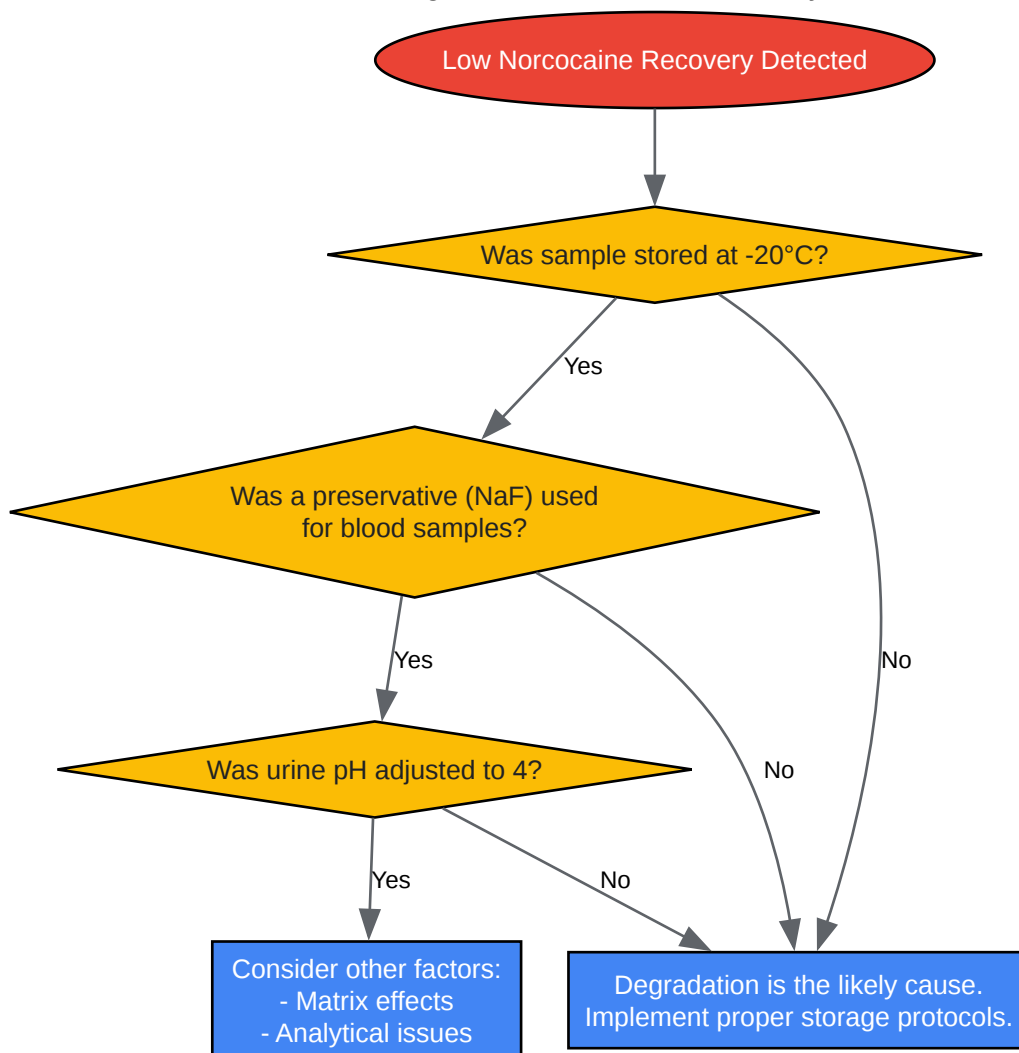 Low Norcocaine Recovery Detected
Was sample stored at -20°C?
Yes
Was a preservative (NaF) used
for blood samples?
Yes
No
Was urine pH adjusted to 4?
No
Yes
No
Consider other factors:
- Matrix effects
- Analytical issues
Degradation is the likely cause.
Implement proper storage protocols.